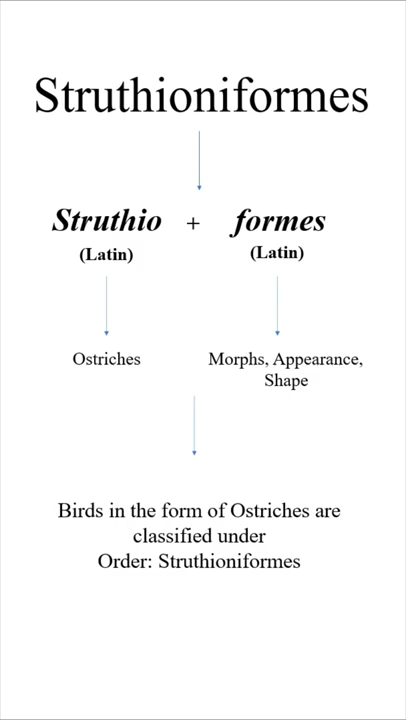 Struthioniformes
Struthio + formes
(Latin) (Latin)
Ostriches Morphs, Appearance,
Shape
Birds in the form of Ostriches are
classified under
Order: Struthioniformes